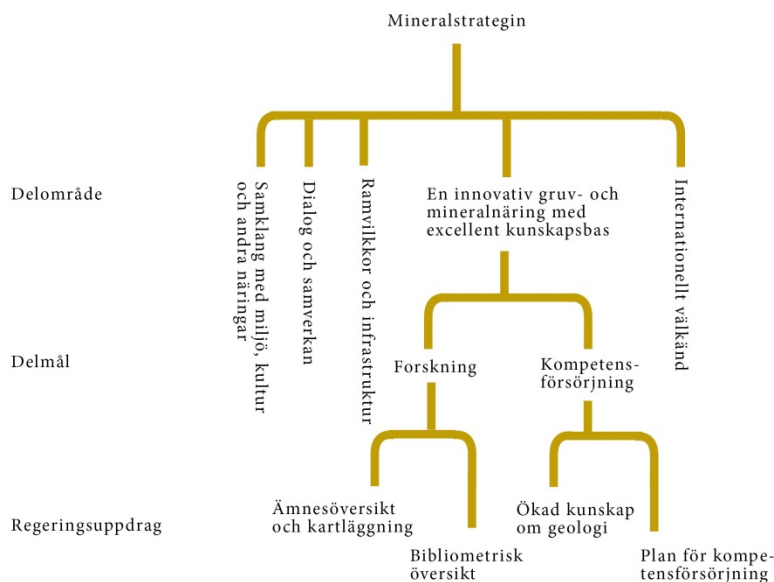 Mineralstrategin
Delområde
Samklang med miljö, kultur
och andra näringar
Dialog och samverkan
Ramvilkkor och infrastruktur
En innovativ gruv- och
mineralnäring med
excellent kunskapsbas
Internationellt välkänd
Delmål
Forskning
Kompetens-
försörjning
Regeringsuppdrag
Ämnesöversikt
och kartläggning
Bibliometrisk
översikt
Ökad kunskap
om geologi
Plan för kompe-
tensförsörjning